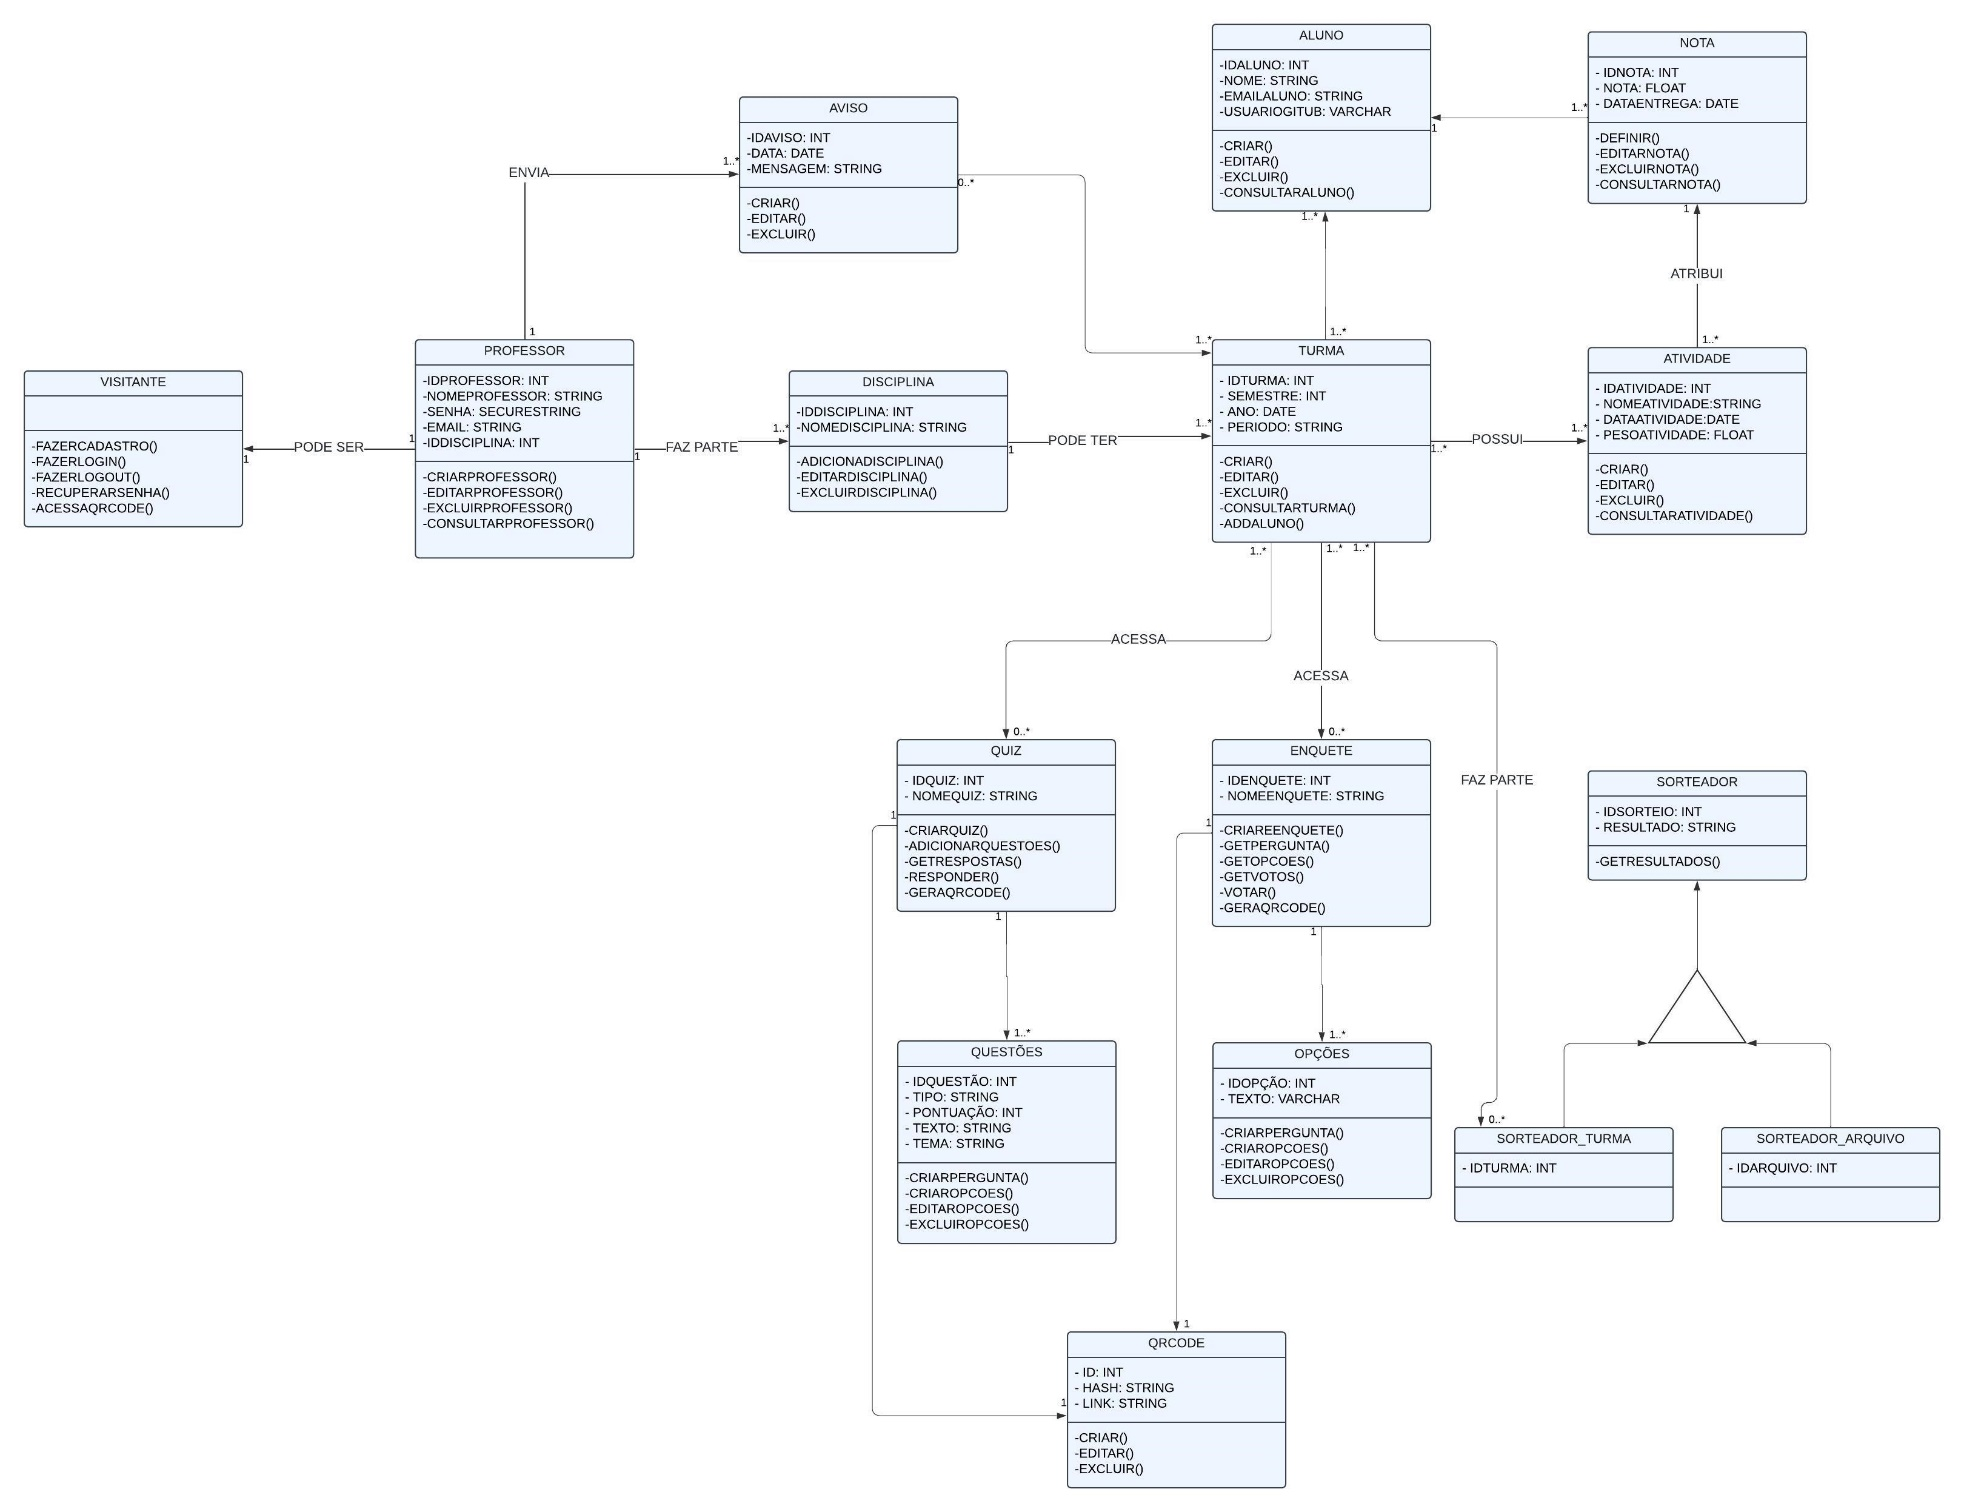 ALUNO
-IDALUNO: INT
-NOME: STRING
-EMAILALUNO: STRING
-USUARIOGITUB: VARCHAR
-CRIAR()
-EDITAR()
-EXCLUIR()
-CONSULTARALUNO()
NOTA
- IDNOTA: INT
- NOTA: FLOAT
- DATAENTREGA: DATE
-DEFINIR()
-EDITARNOTA()
-EXCLUIRNOTA()
-CONSULTARNOTA()
1..*
1
AVISO
-IDAVISO: INT
-DATA: DATE
-MENSAGEM: STRING
-CRIAR()
-EDITAR()
-EXCLUIR()
ENVIA
1..*
1
0..*
1..*
1..*
1..*
1
ATRIBUI
1..*
VISITANTE
-FAZERCADASTRO()
-FAZERLOGIN()
-FAZERLOGOUT()
-RECUPERARSENHA()
-ACESSAQRCODE()
1
PODE SER
1
PROFESSOR
-IDPROFESSOR: INT
-NOMEPROFESSOR: STRING
-SENHA: SECURESTRING
-EMAIL: STRING
-IDDISCIPLINA: INT
-CRIARPROFESSOR()
-EDITARPROFESSOR()
-EXCLUIRPROFESSOR()
-CONSULTARPROFESSOR()
1
FAZ PARTE
1..*
DISCIPLINA
-IDDISCIPLINA: INT
-NOMEDISCIPLINA: STRING
-ADICIONADISCIPLINA()
-EDITARDISCIPLINA()
-EXCLUIRDISCIPLINA()
1
PODE TER
1..*
TURMA
- IDTURMA: INT
- SEMESTRE: INT
- ANO: DATE
- PERIODO: STRING
-CRIAR()
-EDITAR()
-EXCLUIR()
-CONSULTARTURMA()
-ADDALUNO()
1..*
POSSUI
1..*
ATIVIDADE
- IDATIVIDADE: INT
- NOMEATIVIDADE:STRING
- DATAATIVIDADE:DATE
- PESOATIVIDADE: FLOAT
-CRIAR()
-EDITAR()
-EXCLUIR()
-CONSULTARATIVIDADE()
1..*
1..*
1..*
ACESSA
ACESSA
FAZ PARTE
0..*
0..*
QUIZ
- IDQUIZ: INT
- NOMEQUIZ: STRING
-CRIARQUIZ()
-ADICIONARQUESTOES()
-GETRESPOSTAS()
-RESPONDER()
-GERAQRCODE()
1
1
ENQUETE
- IDENQUETE: INT
- NOMEENQUETE: STRING
-CRIAREENQUETE()
-GETPERGUNTA()
-GETOPCOES()
-GETVOTOS()
-VOTAR()
-GERAQRCODE()
1
1
SORTEADOR
- IDSORTEIO: INT
- RESULTADO: STRING
-GETRESULTADOS()
1..*
QUESTÕES
- IDQUESTÃO: INT
- TIPO: STRING
- PONTUAÇÃO: INT
- TEXTO: STRING
- TEMA: STRING
-CRIARPERGUNTA()
-CRIAROPCOES()
-EDITAROPCOES()
-EXCLUIROPCOES()
1..*
OPÇÕES
- IDOPÇÃO: INT
- TEXTO: VARCHAR
-CRIARPERGUNTA()
-CRIAROPCOES()
-EDITAROPCOES()
-EXCLUIROPCOES()
0..*
SORTEADOR_TURMA
- IDTURMA: INT
SORTEADOR_ARQUIVO
- IDARQUIVO: INT
1
1
QRCODE
- ID: INT
- HASH: STRING
- LINK: STRING
-CRIAR()
-EDITAR()
-EXCLUIR()